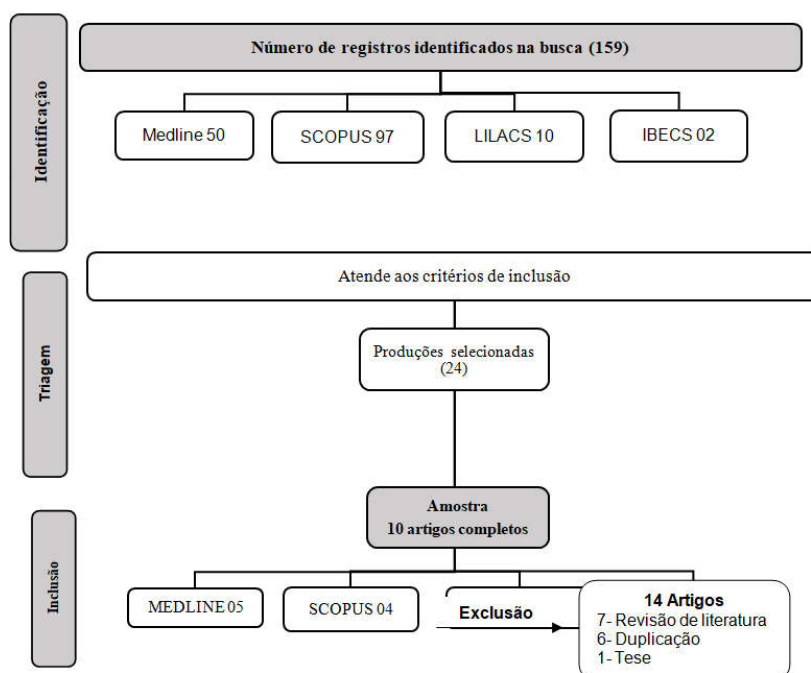 Identificação
Número de registros identificados na busca (159)
Medline 50
SCOPUS 97
LILACS 10
IBECS 02
Triagem
Atende aos critérios de inclusão
Produções selecionadas
(24)
Inclusão
Amostra
10 artigos completos
MEDLINE 05
SCOPUS 04
Exclusão
14 Artigos
7- Revisão de literatura
6- Duplicação
1- Tese